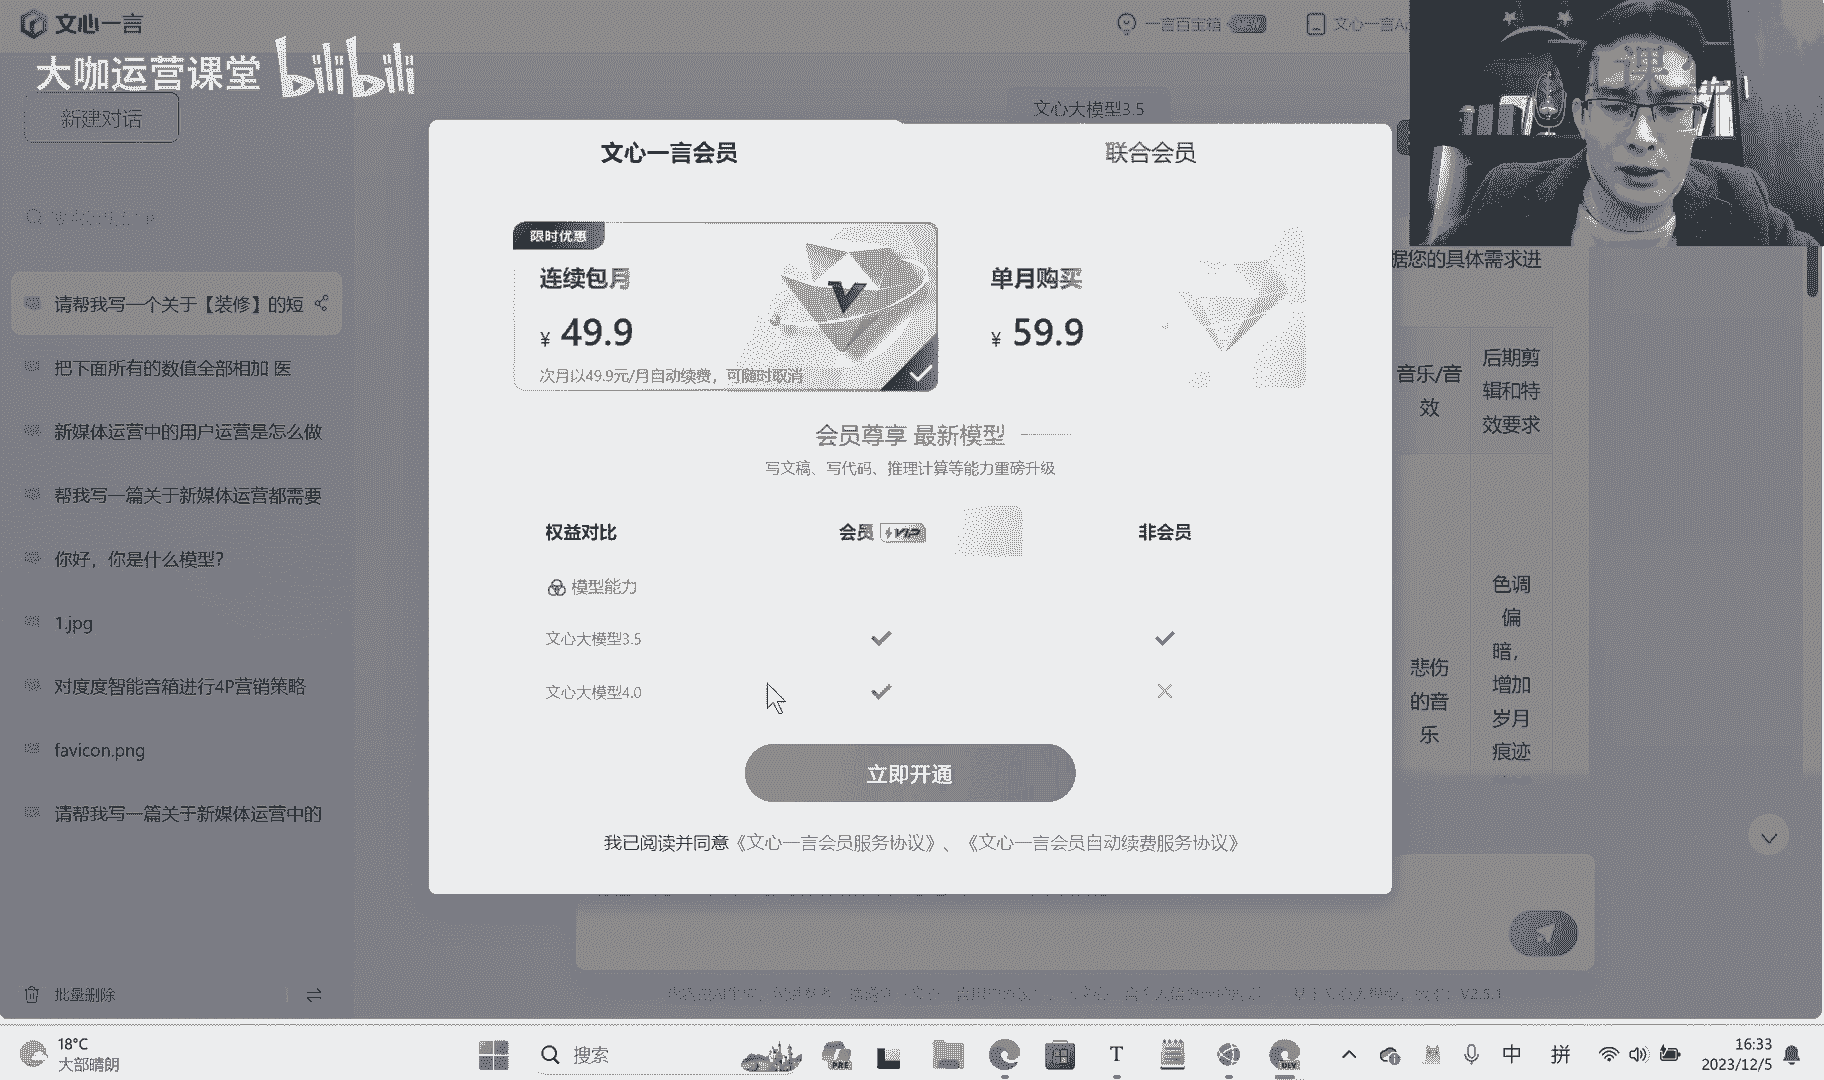 文心一言
一言百宝箱
大咖运营课堂 bilibili
新建对话
文心大模型3.5
文心一言会员
联合会员
课
据您的具体需求进
限时优惠
连续包月
¥ 49.9
次月以49.9元/月自动续费，可随时取消
单月购买
¥ 59.9
请帮我写一个关于【装修】的短
把下面所有的数值全部相加 医
新媒体运营中的用户运营是怎么做
帮我写一篇关于新媒体运营都需要
你好，你是什么模型？
1.jpg
对度度智能音箱进行4P营销策略
favicon.png
请帮我写一篇关于新媒体运营中的
会员尊享 最新模型
写文稿、写代码、推理计算等能力重磅升级
权益对比
会员 VIP
非会员
模型能力
文心大模型3.5
文心大模型4.0
立即开通
我已阅读并同意《文心一言会员服务协议》、《文心一言会员自动续费服务协议》
音乐/音
效
后期剪
辑和特
效要求
悲伤
的音
乐
色调
偏
暗，
增加
岁月
痕迹
批量删除
V2.5.1
18°C
大部晴朗
搜索
PRE
T
DEV
中
拼
16:33
2023/12/5